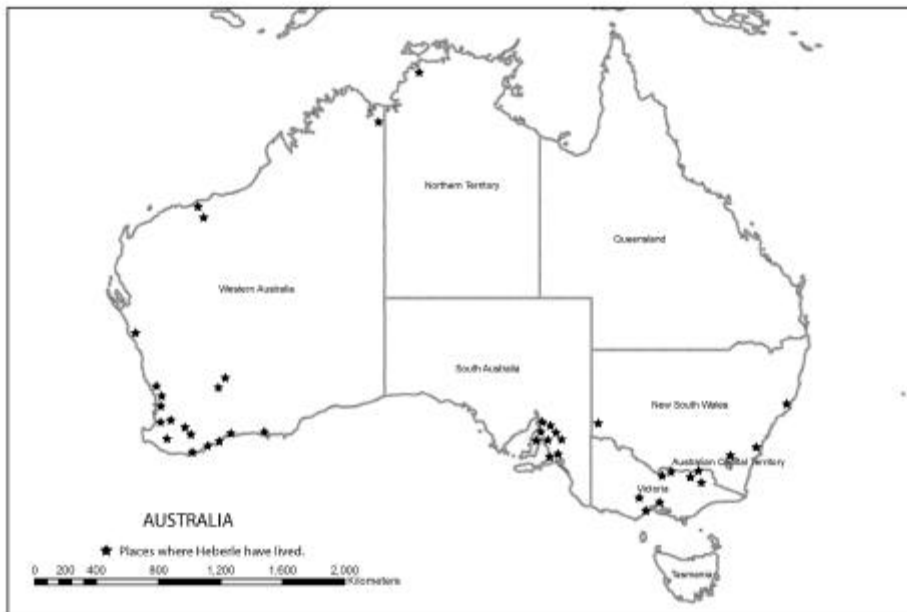 Northern Territory
Queensland
Western Australia
South Australia
New South Wales
Australian Capital Territory
Victoria
AUSTRALIA
Places where Heberle have lived.
Tasmania
0 200 400 800 1,200 1,600 2,000
Kilometers